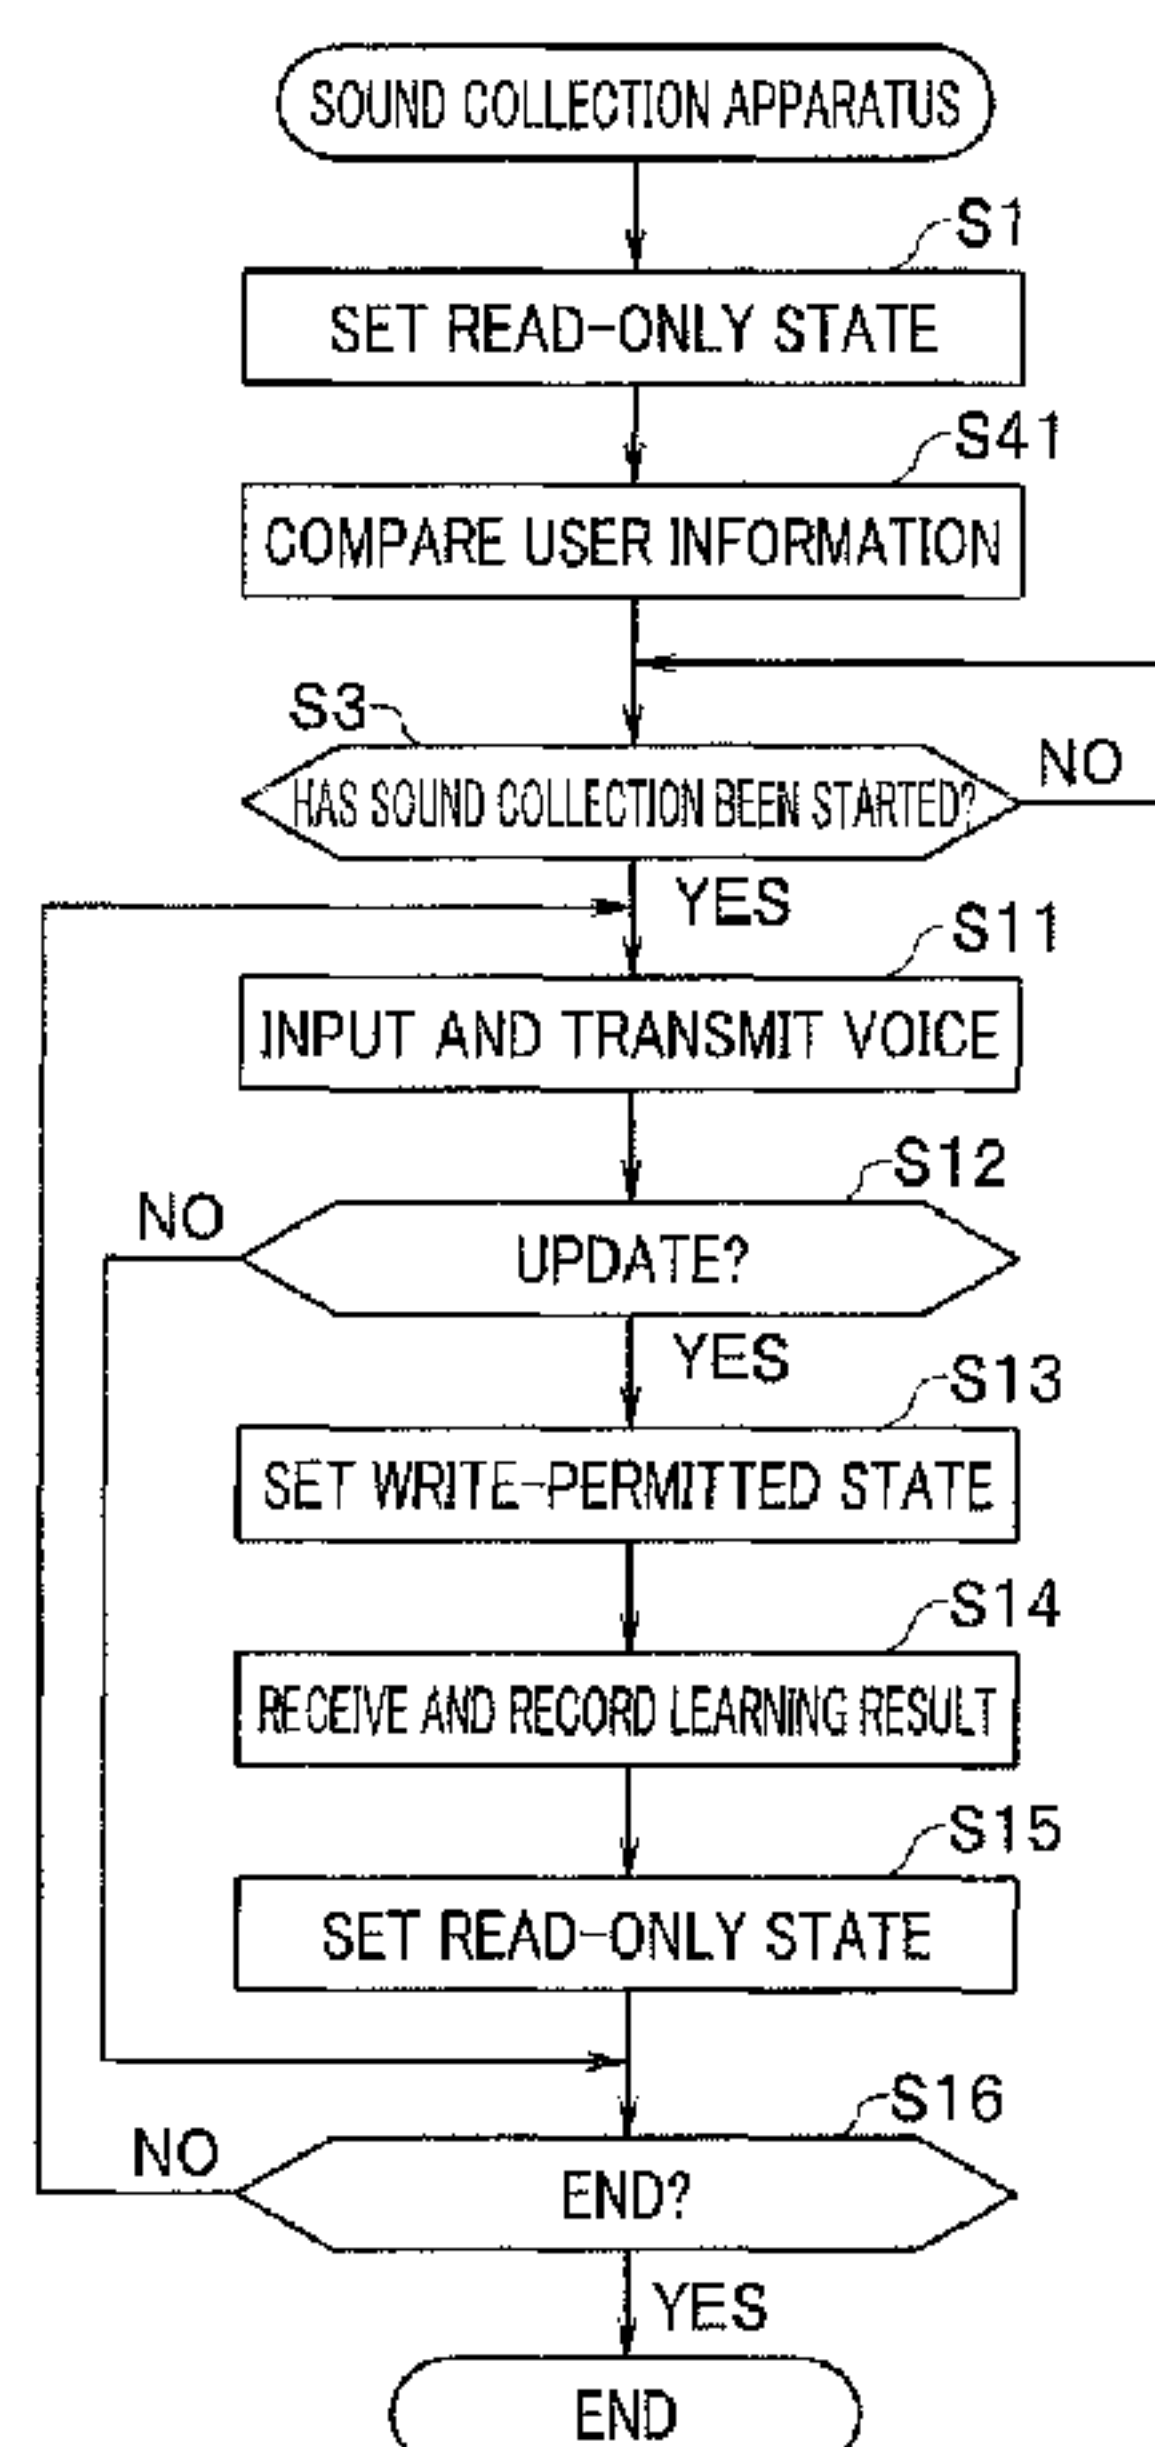 SOUND COLLECTION APPARATUS
S1
SET READ-ONLY STATE
S41
COMPARE USER INFORMATION
S3
HAS SOUND COLLECTION BEEN STARTED?
NO
YES
S11
INPUT AND TRANSMIT VOICE
S12
NO
UPDATE?
YES
S13
SET WRITE-PERMITTED STATE
S14
RECEIVE AND RECORD LEARNING RESULT
S15
SET READ-ONLY STATE
S16
NO
END?
YES
END